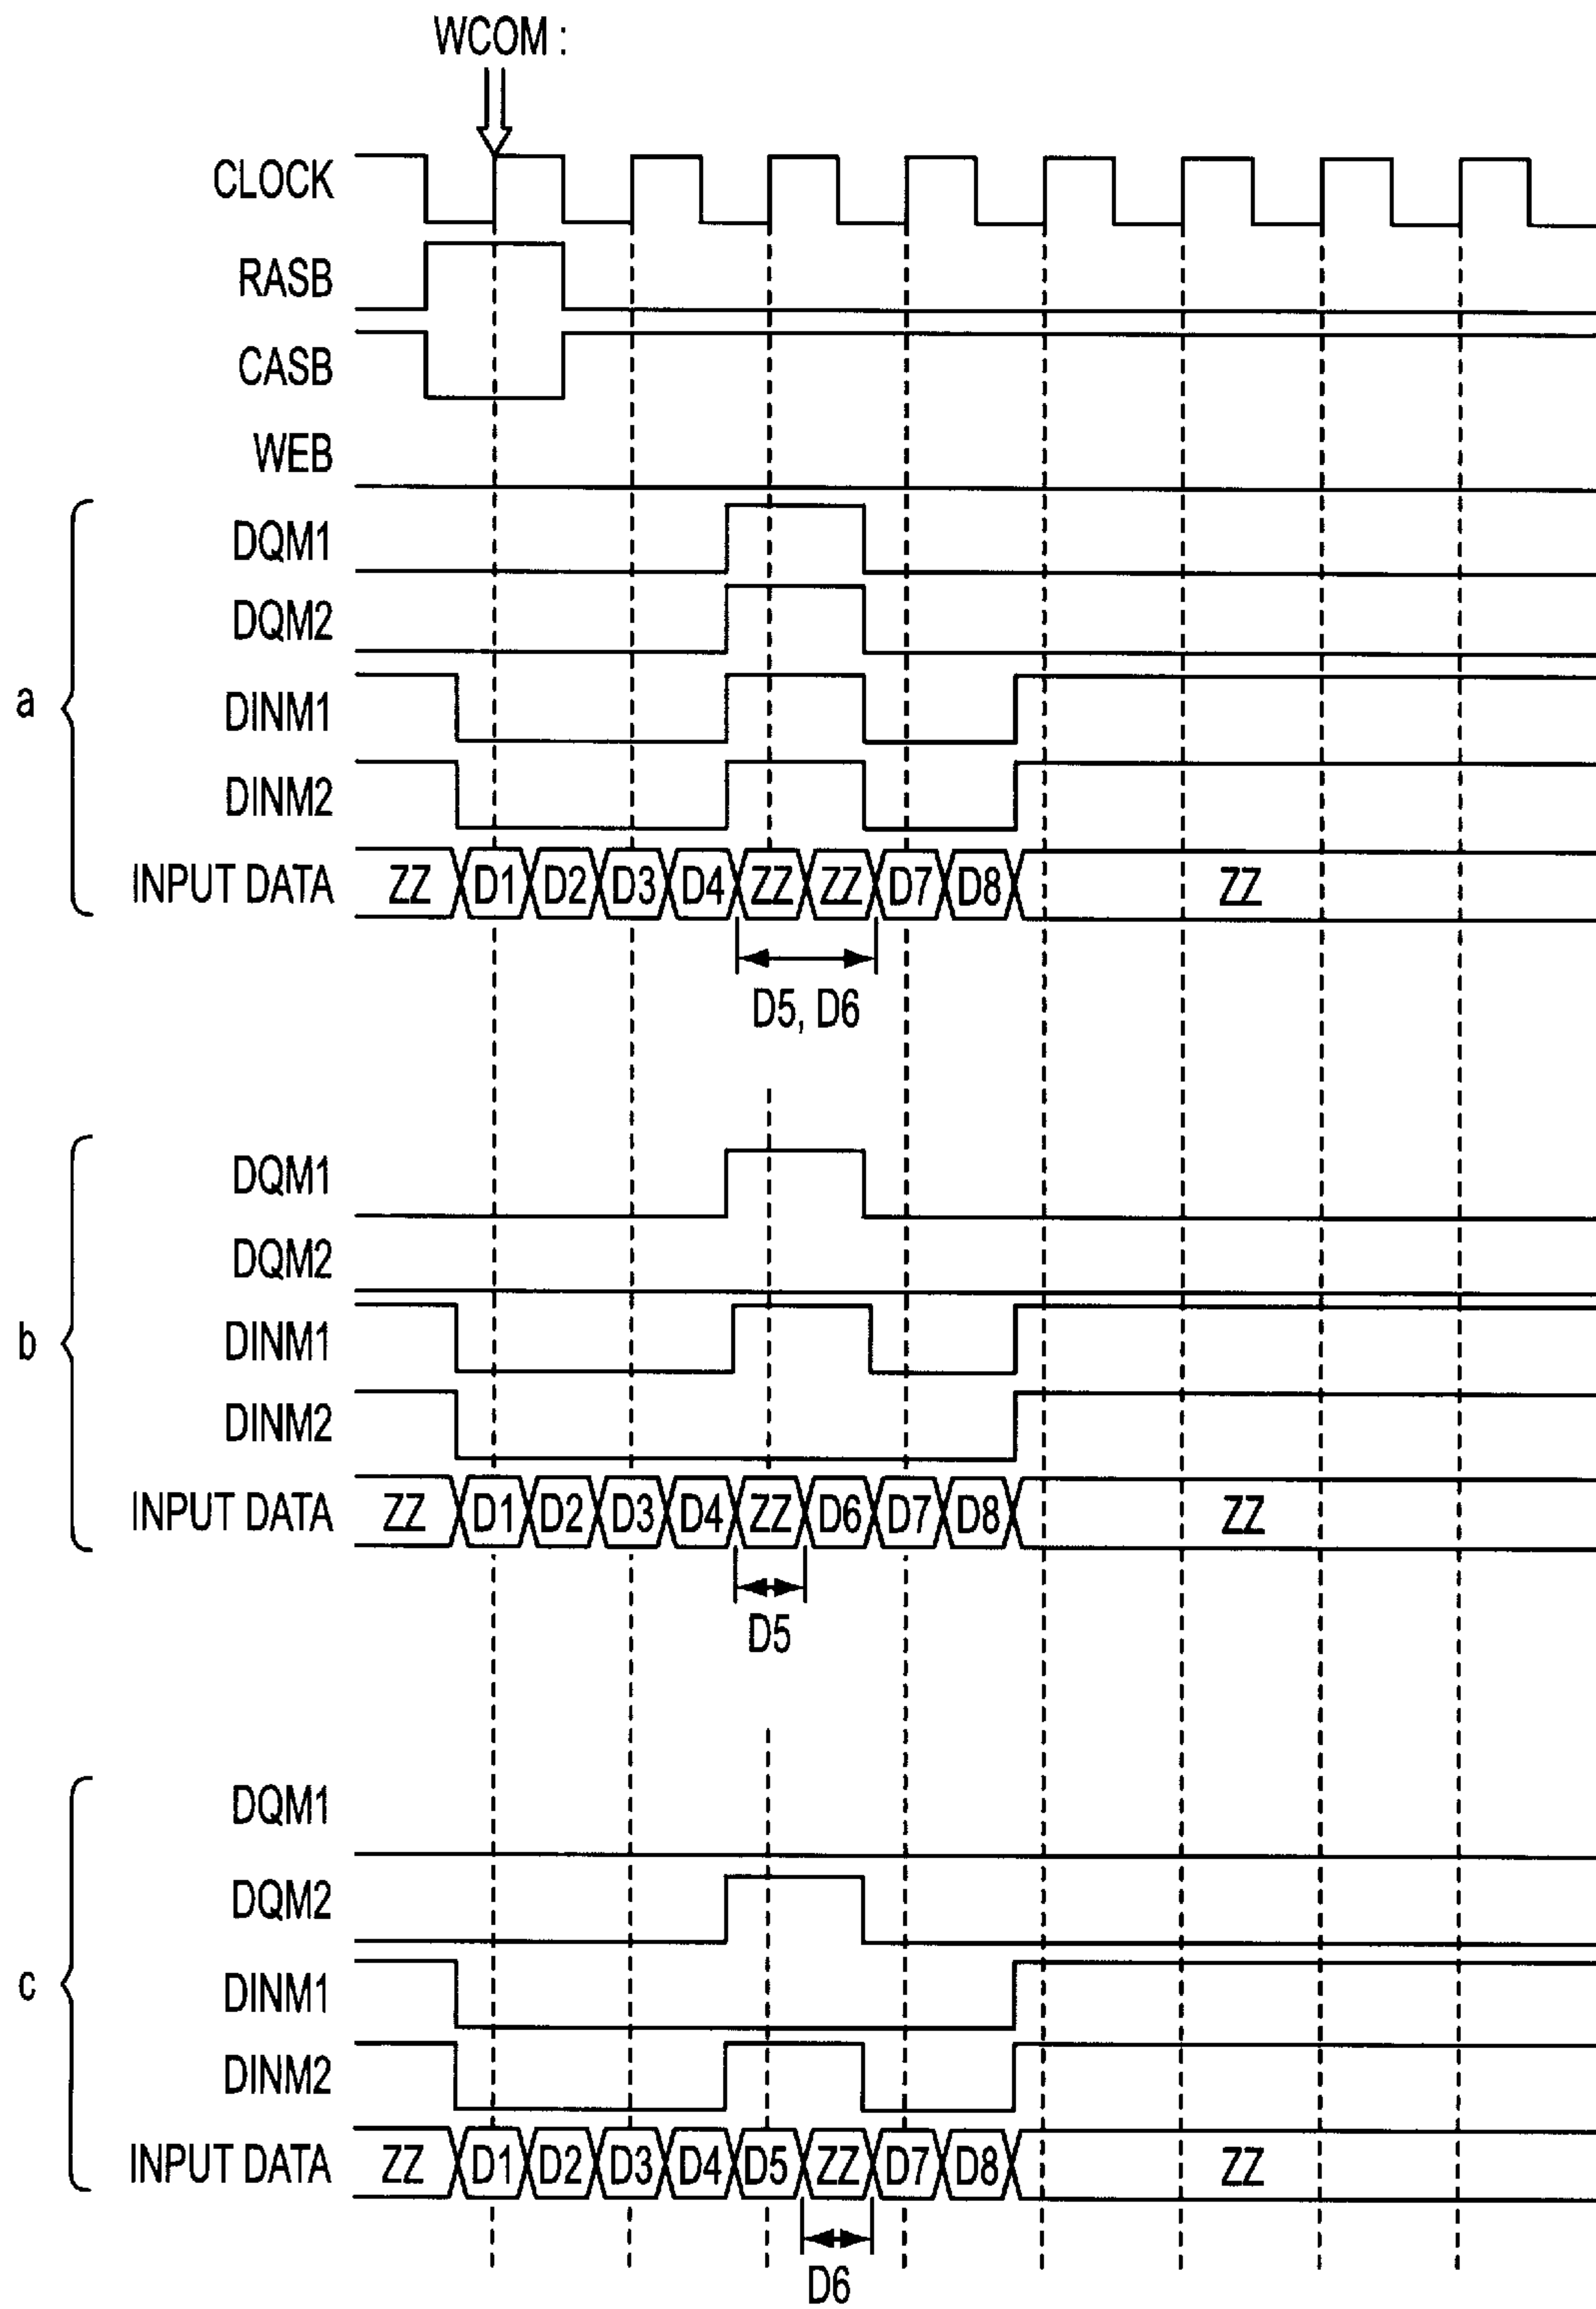 WCOM :
CLOCK
RASB
CASB
WEB
a
DQM1
DQM2
DINM1
DINM2
INPUT DATA ZZ D1 D2 D3 D4 ZZ ZZ D7 D8 ZZ
D5, D6
b
DQM1
DQM2
DINM1
DINM2
INPUT DATA ZZ D1 D2 D3 D4 ZZ D6 D7 D8 ZZ
D5
c
DQM1
DQM2
DINM1
DINM2
INPUT DATA ZZ D1 D2 D3 D4 D5 ZZ D7 D8 ZZ
D6